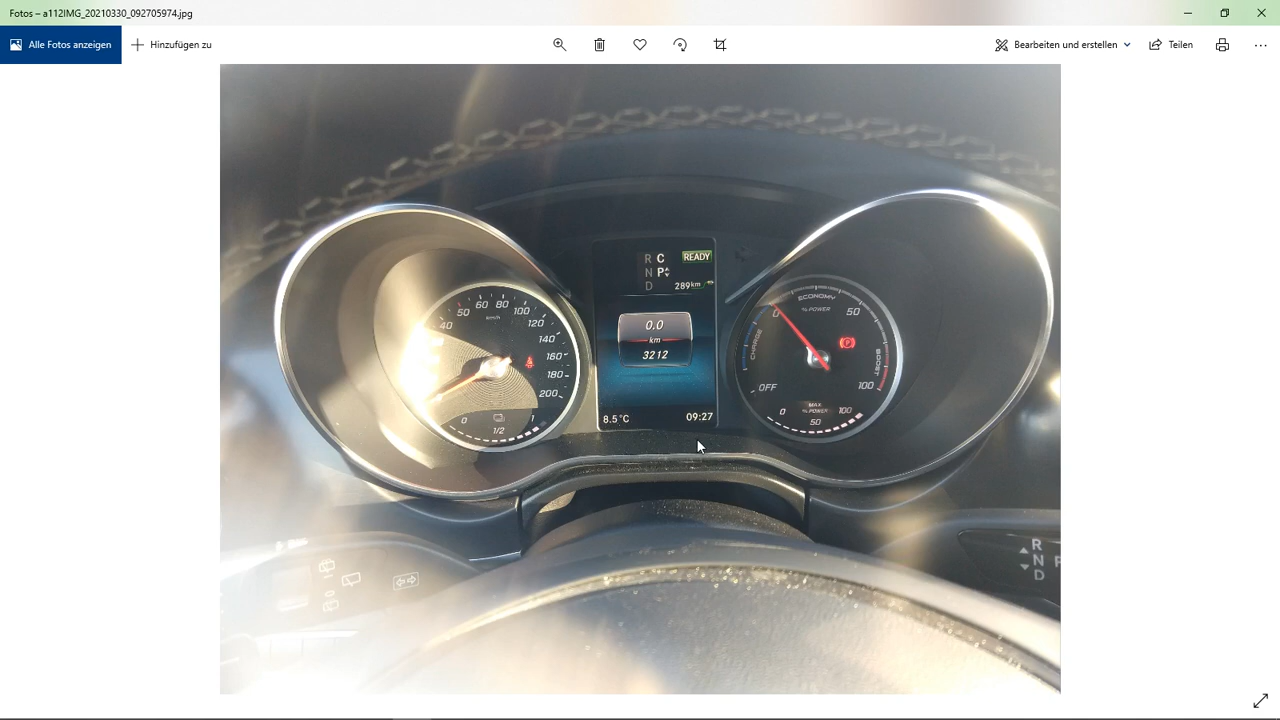 Fotos – a112IMG_20210330_092705974.jpg
Alle Fotos anzeigen
Hinzufügen zu
Bearbeiten und erstellen
Teilen
40
50
60
80
100
120
140
160
180
200
km/h
0
1/2
1
R C
READY
N P
D
289km
0.0
km
3212
8.5°C
09:27
ECONOMY
% POWER
0
50
100
CHARGE
BOOST
OFF
MAX.
% POWER
0
50
100
R
N P
D